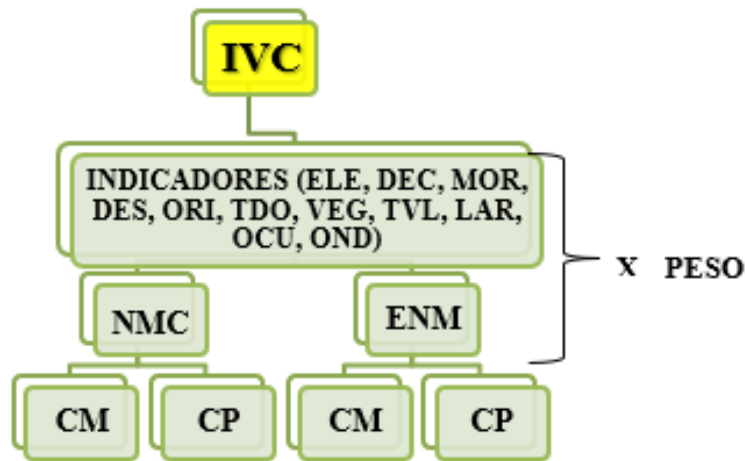 IVC
INDICADORES (ELE, DEC, MOR,
DES, ORI, TDO, VEG, TVL, LAR,
OCU, OND)
X PESO
NMC
ENM
CM
CP
CM
CP